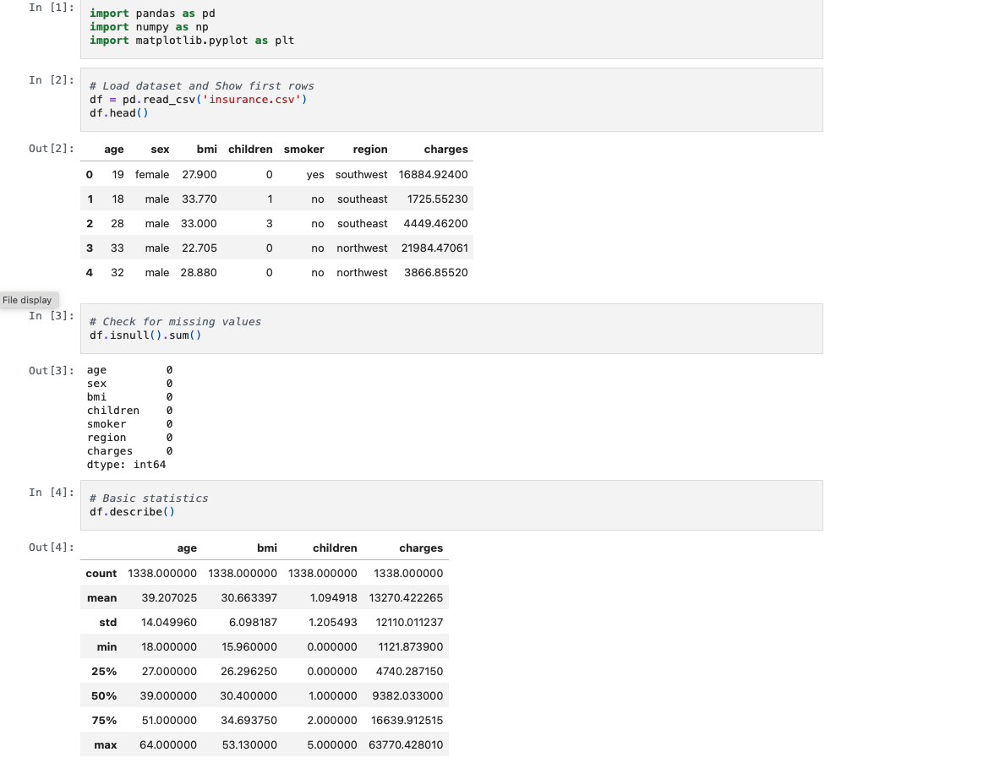 In [1]:
import pandas as pd
import numpy as np
import matplotlib.pyplot as plt
In [2]:
# Load dataset and Show first rows
df = pd.read_csv('insurance.csv')
df.head()
Out[2]:
age sex bmi children smoker region charges
0 19 female 27.900 0 yes southwest 16884.92400
1 18 male 33.770 1 no southeast 1725.55230
2 28 male 33.000 3 no southeast 4449.46200
3 33 male 22.705 0 no northwest 21984.47061
4 32 male 28.880 0 no northwest 3866.85520
File display
In [3]:
# Check for missing values
df.isnull().sum()
Out[3]:
age 0
sex 0
bmi 0
children 0
smoker 0
region 0
charges 0
dtype: int64
In [4]:
# Basic statistics
df.describe()
Out[4]:
age bmi children charges
count 1338.000000 1338.000000 1338.000000 1338.000000
mean 39.207025 30.663397 1.094918 13270.422265
std 14.049960 6.098187 1.205493 12110.011237
min 18.000000 15.960000 0.000000 1121.873900
25% 27.000000 26.296250 0.000000 4740.287150
50% 39.000000 30.400000 1.000000 9382.033000
75% 51.000000 34.693750 2.000000 16639.912515
max 64.000000 53.130000 5.000000 63770.428010